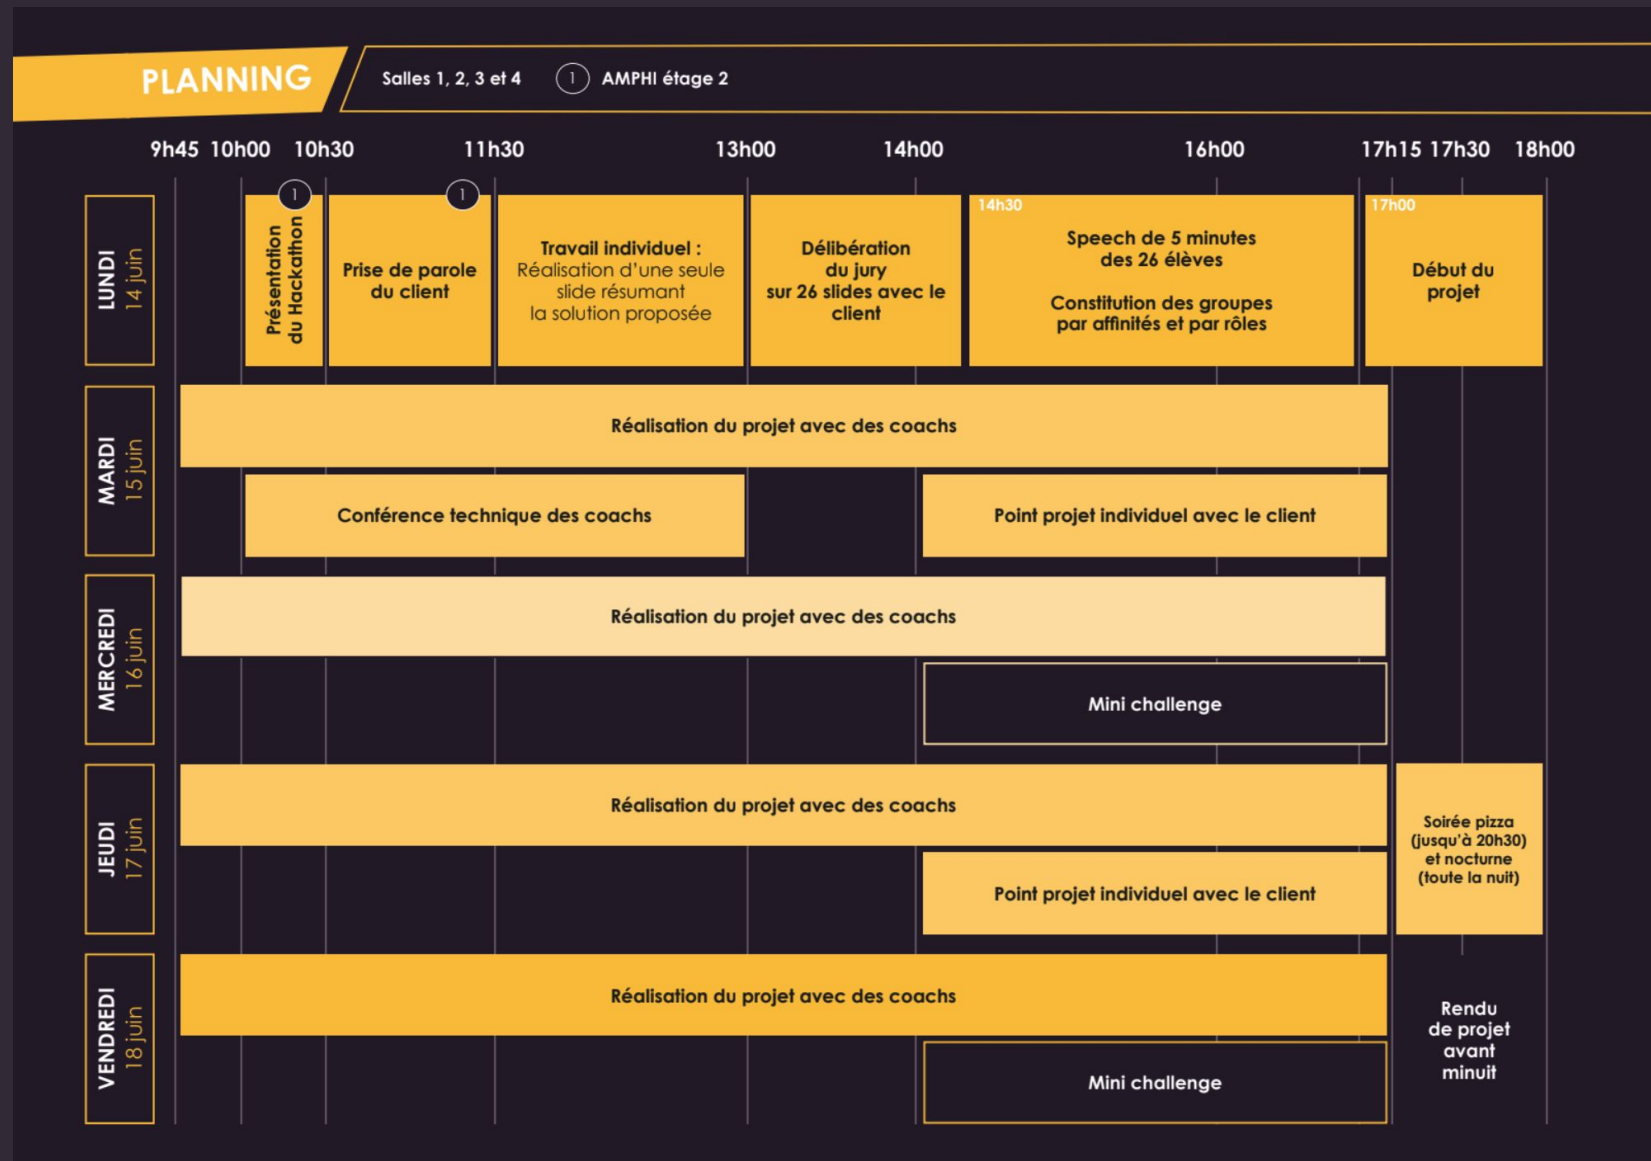 PLANNING
Salles 1, 2, 3 et 4
1 AMPHI étage 2
9h45 10h00 10h30 11h30 13h00 14h00 16h00 17h15 17h30 18h00
LUNDI
14 juin
1
Présentation
du Hackathon
1
Prise de parole
du client
Travail individuel :
Réalisation d'une seule
slide résumant
la solution proposée
Délibération
du jury
sur 26 slides avec le
client
14h30
Speech de 5 minutes
des 26 élèves
Constitution des groupes
par affinités et par rôles
17h00
Début du
projet
MARDI
15 juin
Réalisation du projet avec des coachs
Conférence technique des coachs
Point projet individuel avec le client
MERCREDI
16 juin
Réalisation du projet avec des coachs
Mini challenge
JEUDI
17 juin
Réalisation du projet avec des coachs
Point projet individuel avec le client
Soirée pizza
(jusqu'à 20h30)
et nocturne
(toute la nuit)
VENDREDI
18 juin
Réalisation du projet avec des coachs
Mini challenge
Rendu
de projet
avant
minuit